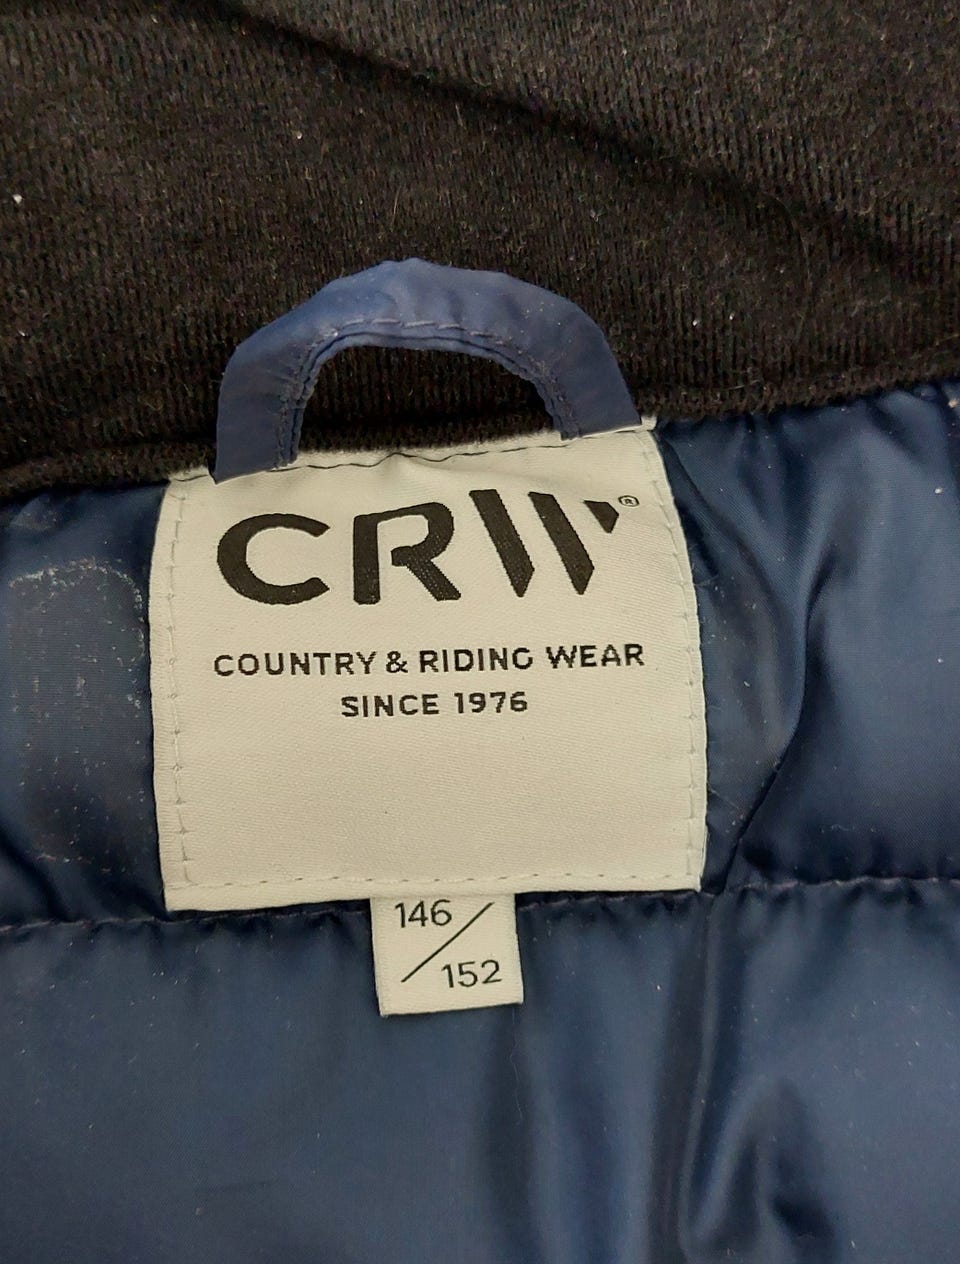 CRW®
COUNTRY & RIDING WEAR
SINCE 1976
146/
152